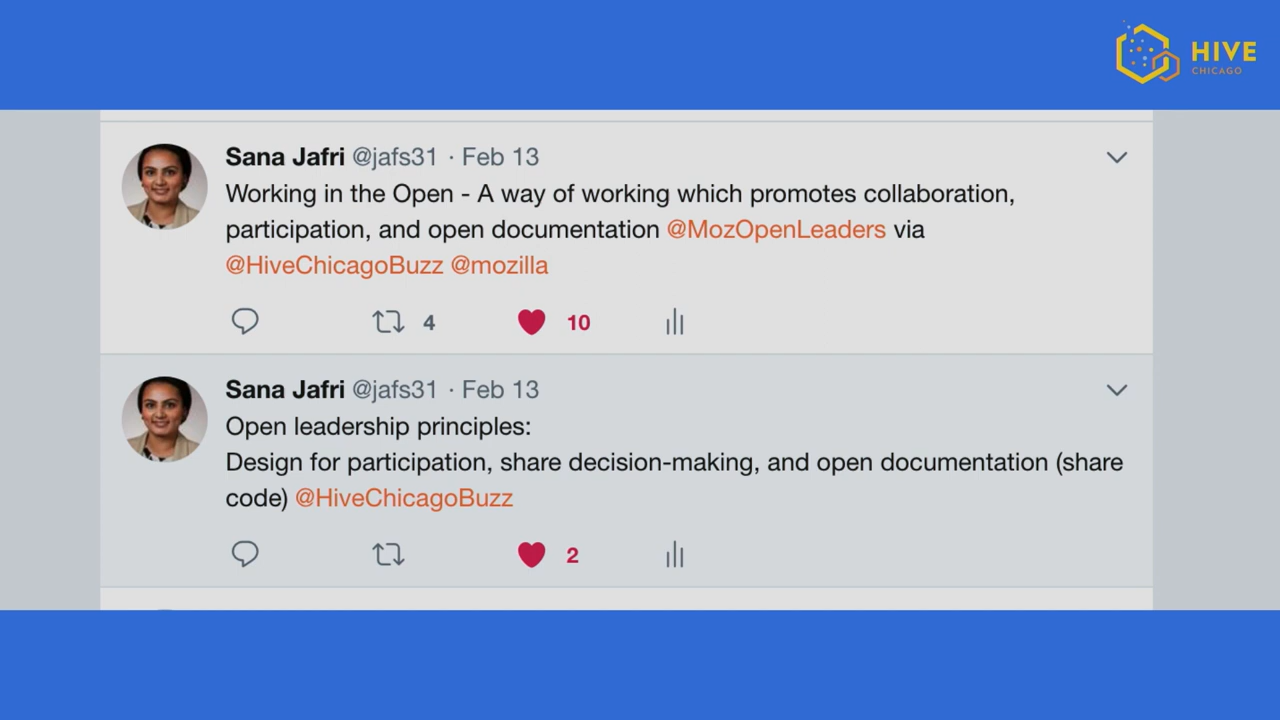 HIVE
CHICAGO
Sana Jafri @jafs31 · Feb 13
Working in the Open - A way of working which promotes collaboration,
participation, and open documentation @MozOpenLeaders via
@HiveChicagoBuzz @mozilla
4 10
Sana Jafri @jafs31 · Feb 13
Open leadership principles:
Design for participation, share decision-making, and open documentation (share
code) @HiveChicagoBuzz
2